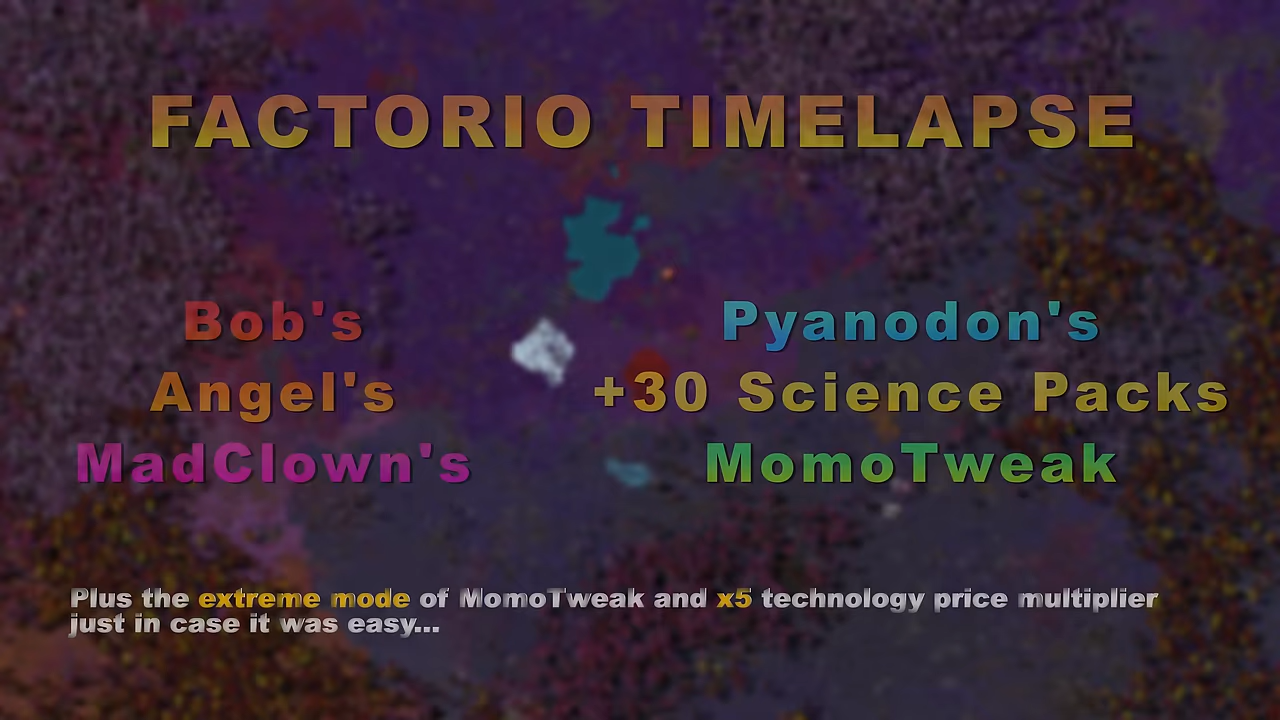 FACTORIO TIMELAPSE
Bob's
Angel's
MadClown's
Pyanodon's
+30 Science Packs
MomoTweak
Plus the extreme mode of MomoTweak and x5 technology price multiplier
just in case it was easy...